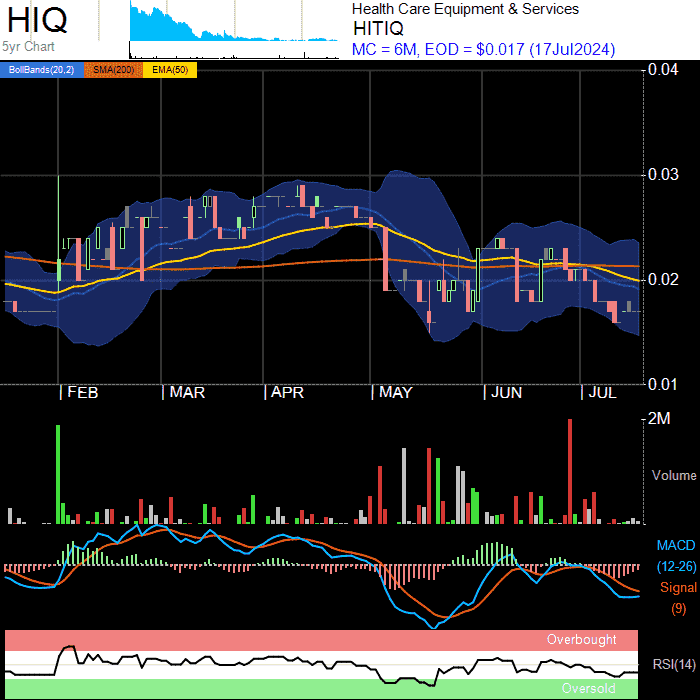 HIQ
5yr Chart
Health Care Equipment & Services
HITIQ
MC = 6M, EOD = $0.017 (17Jul2024)
BollBands(20,2) SMA(200) EMA(50)
0.04
0.03
0.02
0.01
FEB MAR APR MAY JUN JUL
2M
Volume
MACD
(12-26)
Signal
(9)
Overbought
RSI(14)
Oversold